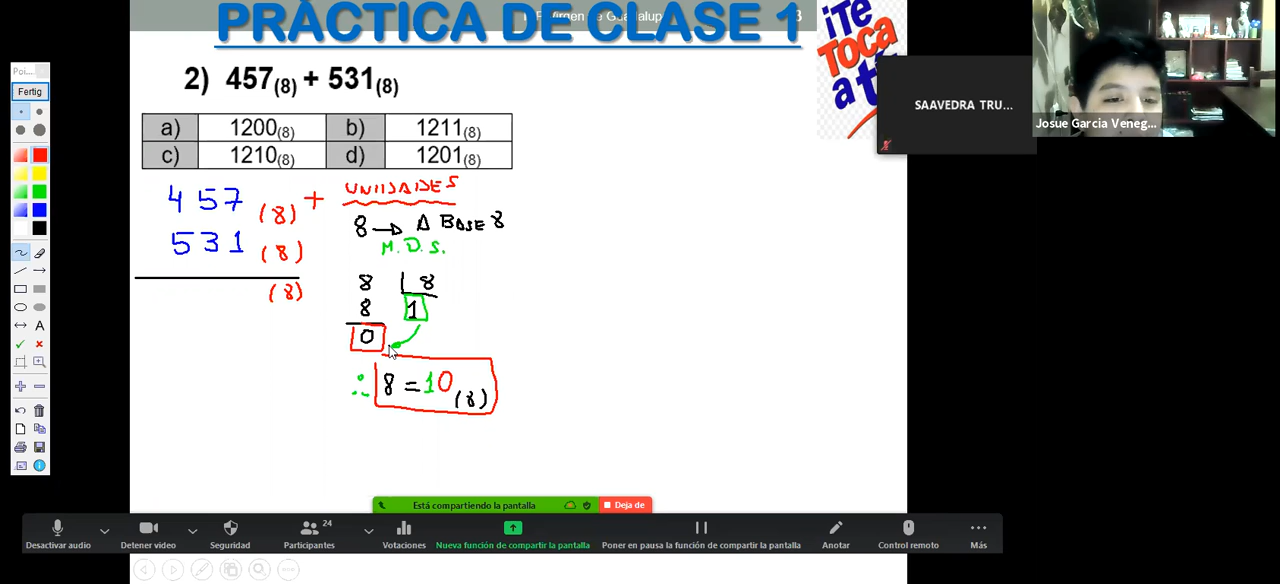 PRÁCTICA DE CLASE 1
¡TE TOCA a ti!
2) 457(8) + 531(8)
a) 1200(8) b) 1211(8)
c) 1210(8) d) 1201(8)
457(8) +
531(8)
(8)
UNIDADES
8 → A BASE 8
M.D.S.
8 8
8 1
0
∴ 8 = 10(8)
Poi...
Fertig
A
SAAVEDRA TRU...
Josue Garcia Veneg...
Está compartiendo la pantalla
Deja de
Desactivar audio
Detener video
Seguridad
24
Participantes
Votaciones
Nueva función de compartir la pantalla
Poner en pausa la función de compartir la pantalla
Anotar
Control remoto
Más